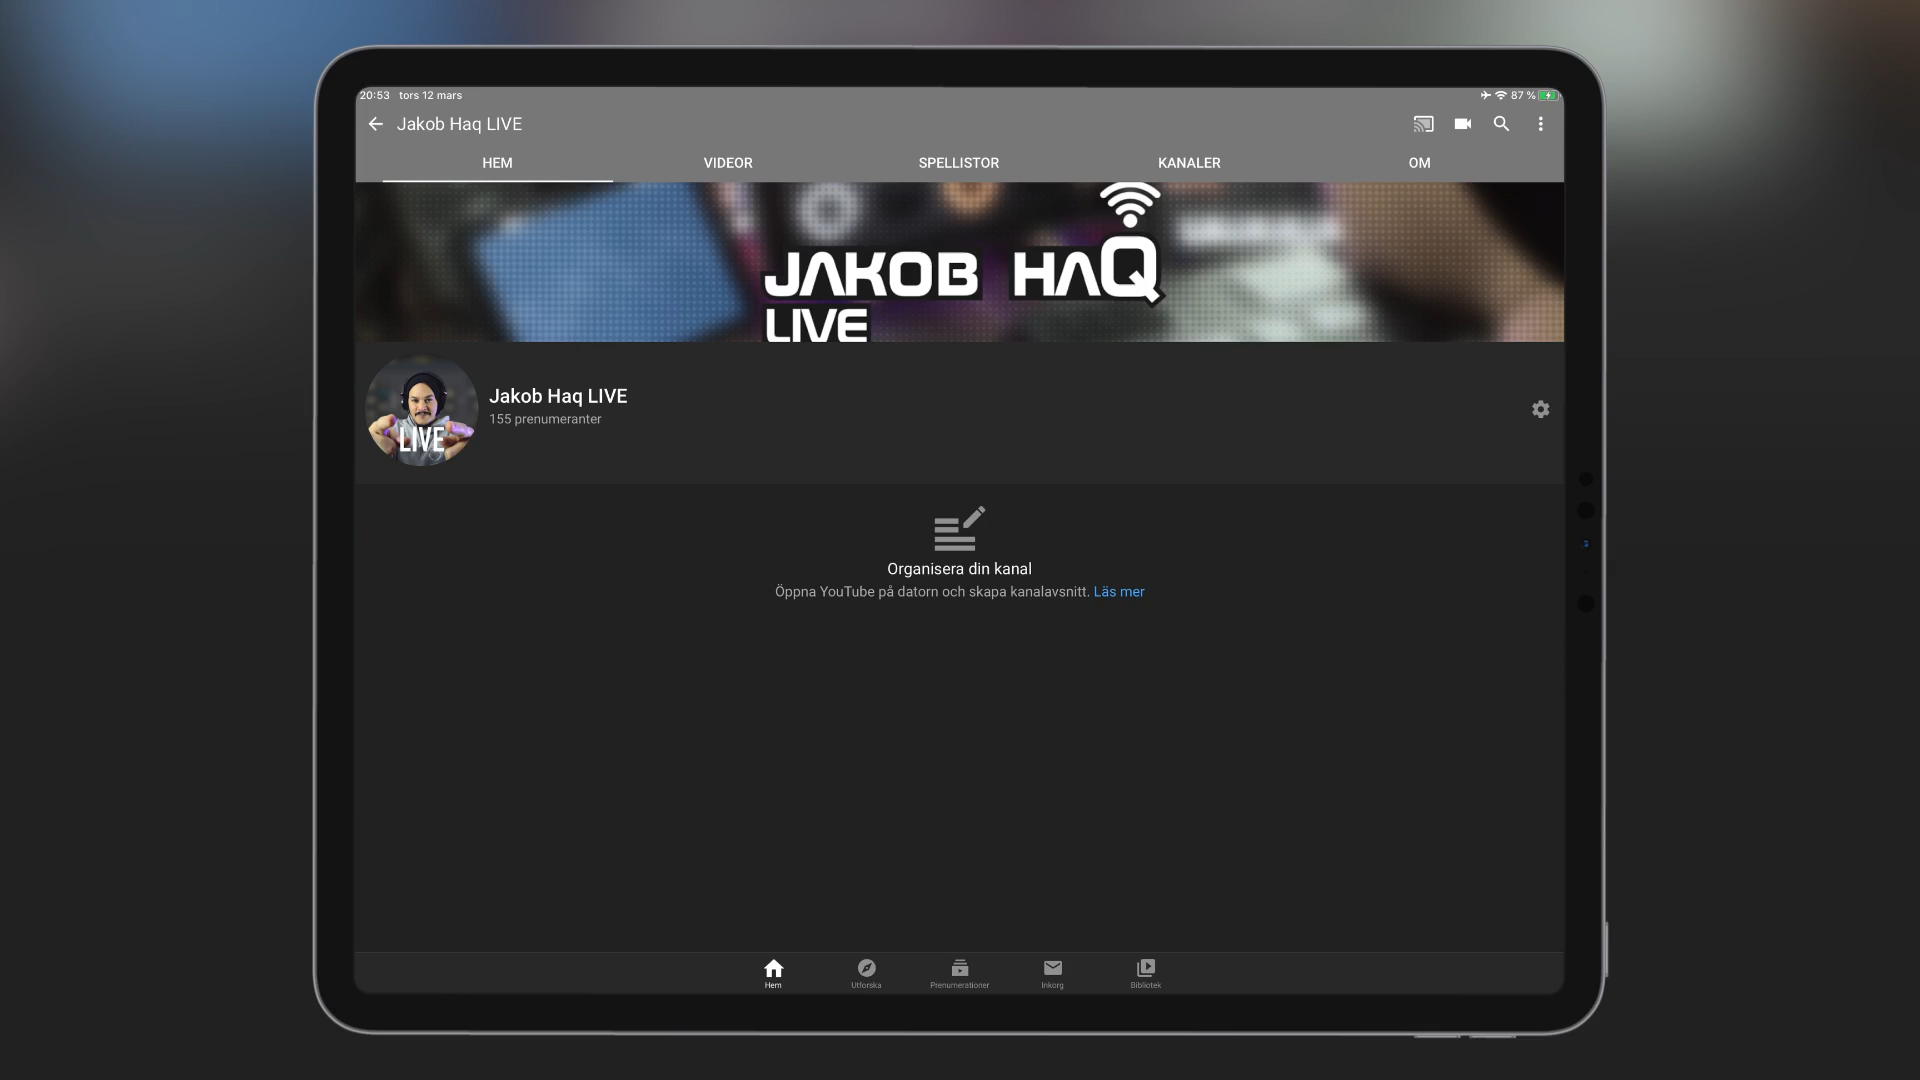 20:53 tors 12 mars
87 %
Jakob Haq LIVE
HEM VIDEOR SPELLISTOR KANALER OM
JAKOB HAQ
LIVE
LIVE
Jakob Haq LIVE
155 prenumeranter
Organisera din kanal
Öppna YouTube på datorn och skapa kanalavsnitt. Läs mer
Hem Utforska Prenumerationer Inkorg Bibliotek